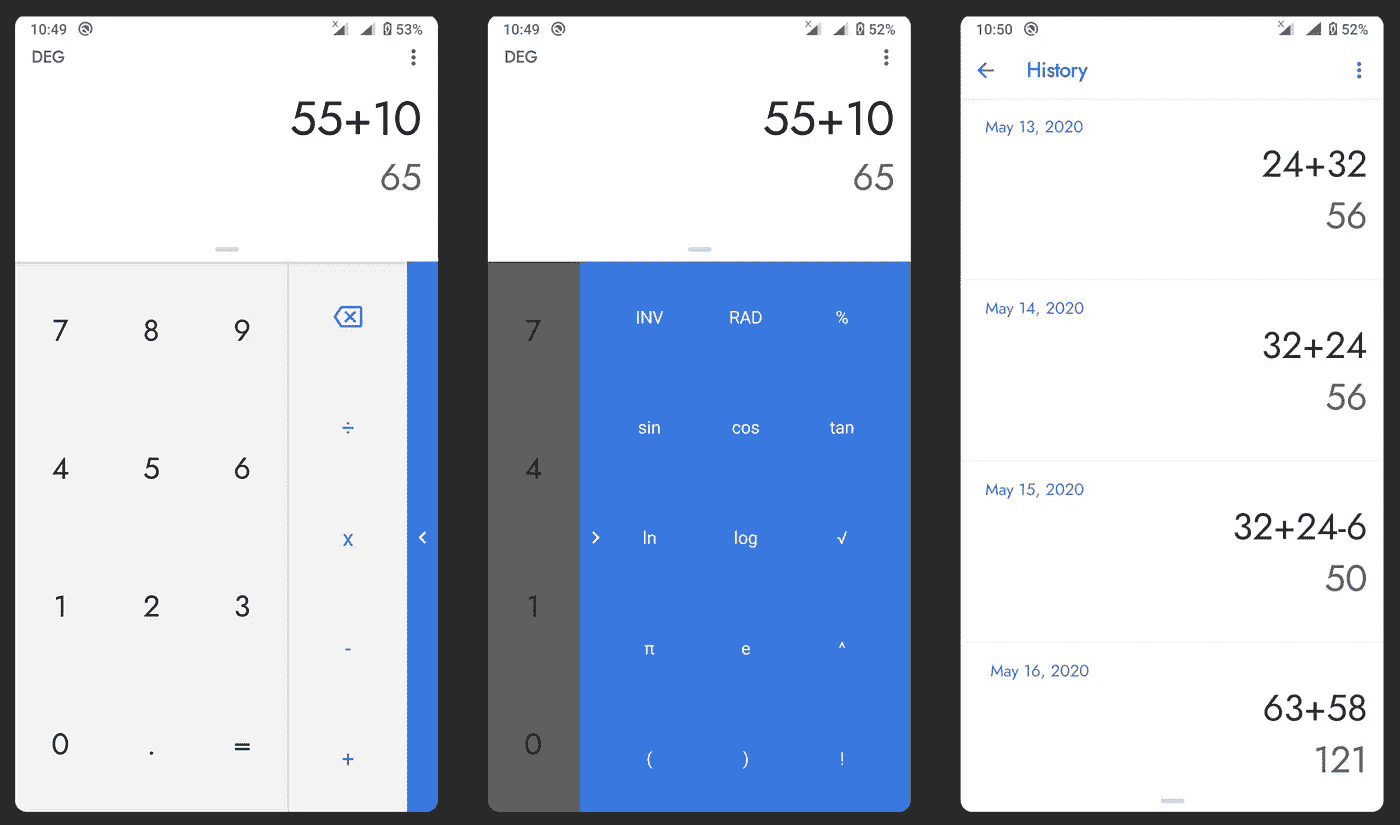 10:49 53%
DEG
55+10
65
7 8 9
÷
4 5 6
x
1 2 3
-
0 . =
+
10:49 52%
DEG
55+10
65
7 INV RAD %
4 sin cos tan
ln log √
1 π e ^
0 ( ) !
10:50 52%
History
May 13, 2020
24+32
56
May 14, 2020
32+24
56
May 15, 2020
32+24-6
50
May 16, 2020
63+58
121